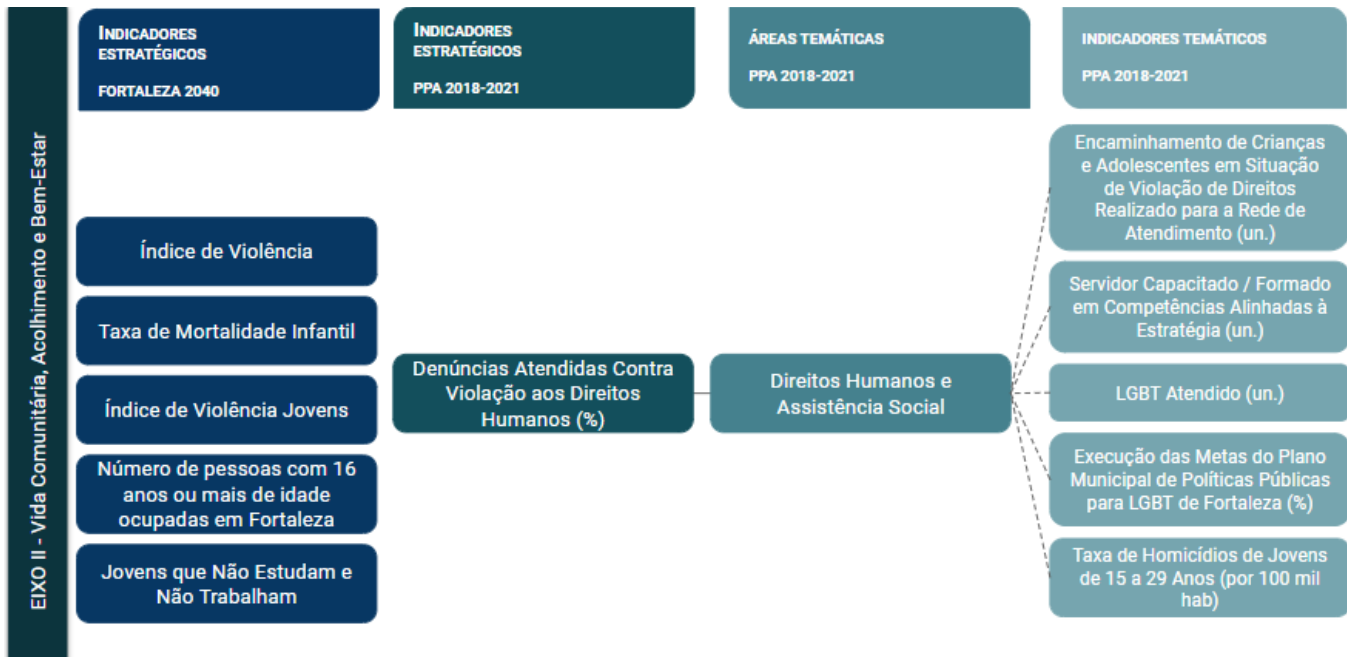 INDICADORES
ESTRATÉGICOS
FORTALEZA 2040
INDICADORES
ESTRATÉGICOS
PPA 2018-2021
ÁREAS TEMÁTICAS
PPA 2018-2021
INDICADORES TEMÁTICOS
PPA 2018-2021
EIXO II - Vida Comunitária, Acolhimento e Bem-Estar
Índice de Violência
Taxa de Mortalidade Infantil
Índice de Violência Jovens
Número de pessoas com 16
anos ou mais de idade
ocupadas em Fortaleza
Jovens que Não Estudam e
Não Trabalham
Denúncias Atendidas Contra
Violação aos Direitos
Humanos (%)
Direitos Humanos e
Assistência Social
Encaminhamento de Crianças
e Adolescentes em Situação
de Violação de Direitos
Realizado para a Rede de
Atendimento (un.)
Servidor Capacitado / Formado
em Competências Alinhadas à
Estratégia (un.)
LGBT Atendido (un.)
Execução das Metas do Plano
Municipal de Políticas Públicas
para LGBT de Fortaleza (%)
Taxa de Homicídios de Jovens
de 15 a 29 Anos (por 100 mil
hab)